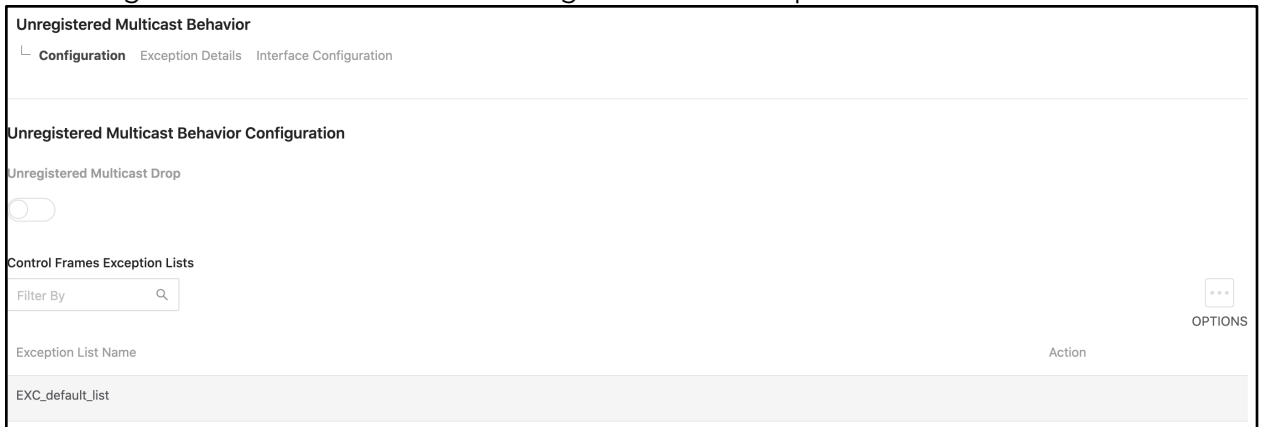 Unregistered Multicast Behavior
Configuration Exception Details Interface Configuration
Unregistered Multicast Behavior Configuration
Unregistered Multicast Drop
Control Frames Exception Lists
Filter By
OPTIONS
Exception List Name Action
EXC_default_list